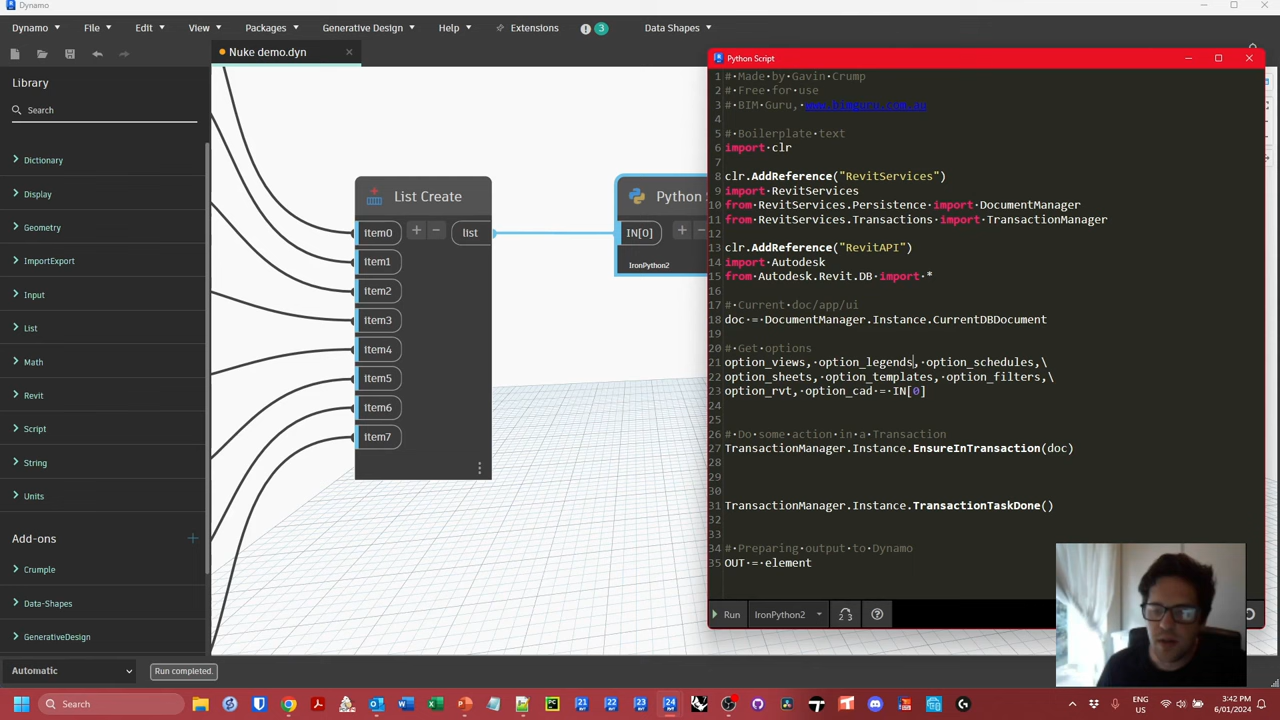 Dynamo
Dynamo
File
Edit
View
Packages
Generative Design
Help
Extensions
3
Data Shapes
Nuke demo.dyn
Library
Search
Dictionary
Display
Geometry
ImportExport
Input
List
Math
Revit
Script
String
Units
Add-ons
Crumple
Data-Shapes
GenerativeDesign
Automatic
Run completed.
List Create
item0
list
item1
item2
item3
item4
item5
item6
item7
Python
IN[0]
IronPython2
Python Script
1 # Made by Gavin Crump
2 # Free for use
3 # BIM Guru, www.bimguru.com.au
4
5 # Boilerplate text
6 import clr
7
8 clr.AddReference("RevitServices")
9 import RevitServices
10 from RevitServices.Persistence import DocumentManager
11 from RevitServices.Transactions import TransactionManager
12
13 clr.AddReference("RevitAPI")
14 import Autodesk
15 from Autodesk.Revit.DB import *
16
17 # Current doc/app/ui
18 doc = DocumentManager.Instance.CurrentDBDocument
19
20 # Get options
21 option_views, option_legends, option_schedules,\
22 option_sheets, option_templates, option_filters,\
23 option_rvt, option_cad = IN[0]
24
25
26 # Do some action in a Transaction
27 TransactionManager.Instance.EnsureInTransaction(doc)
28
29
30
31 TransactionManager.Instance.TransactionTaskDone()
32
33
34 # Preparing output to Dynamo
35 OUT = element
Run
IronPython2
Search
21
22
23
24
ENG
US
3:42 PM
6/01/2024